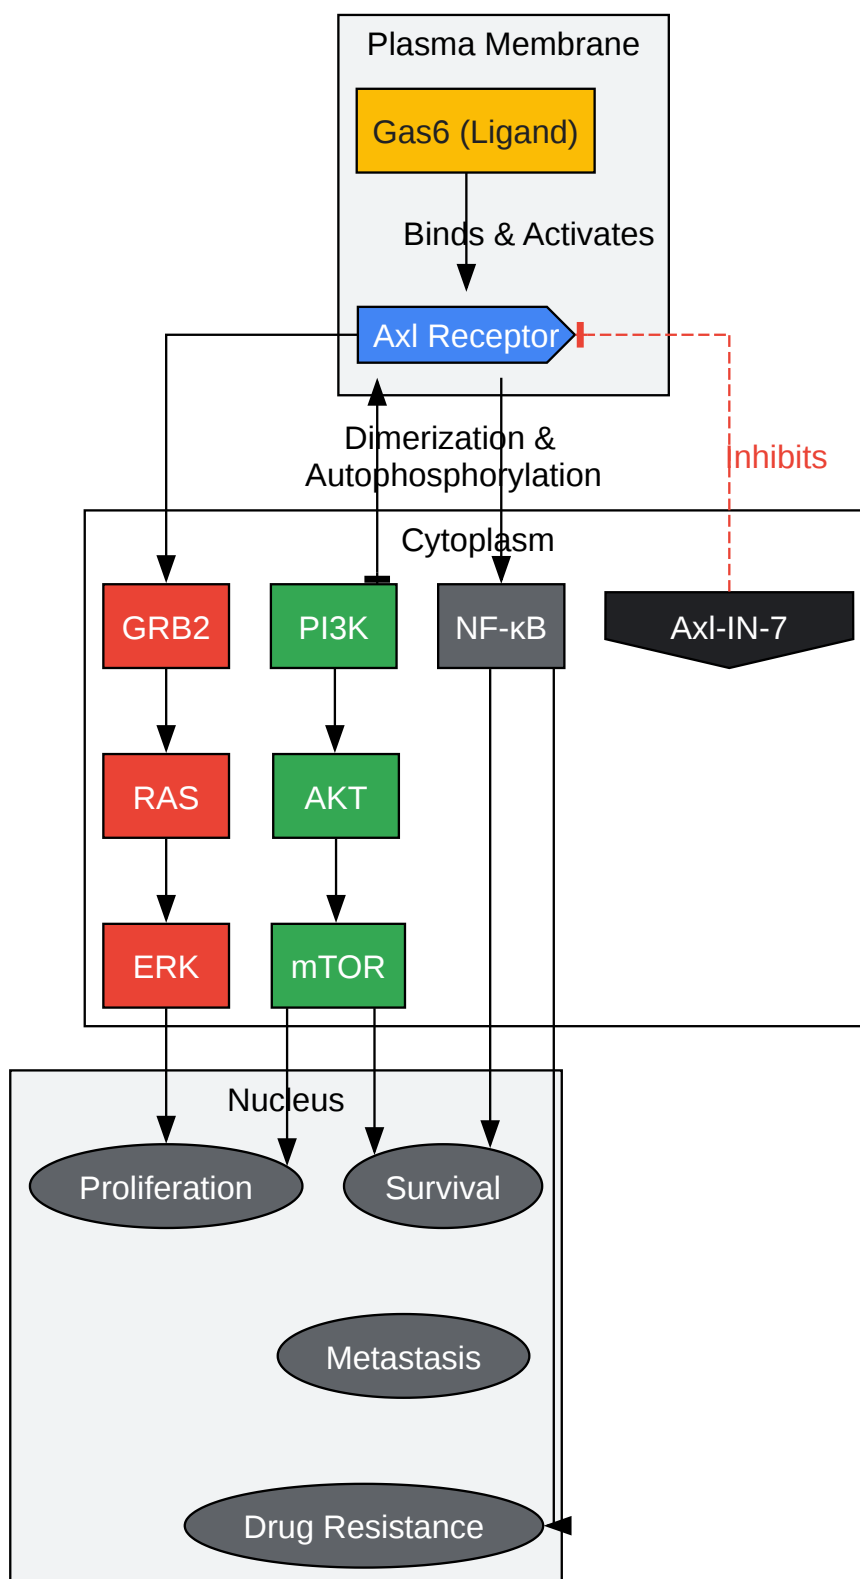 Plasma Membrane
Gas6 (Ligand)
Binds & Activates
Axl Receptor
Dimerization &
Autophosphorylation
Inhibits
Cytoplasm
GRB2
PI3K
NF-κB
Axl-IN-7
RAS
AKT
ERK
mTOR
Nucleus
Proliferation
Survival
Metastasis
Drug Resistance